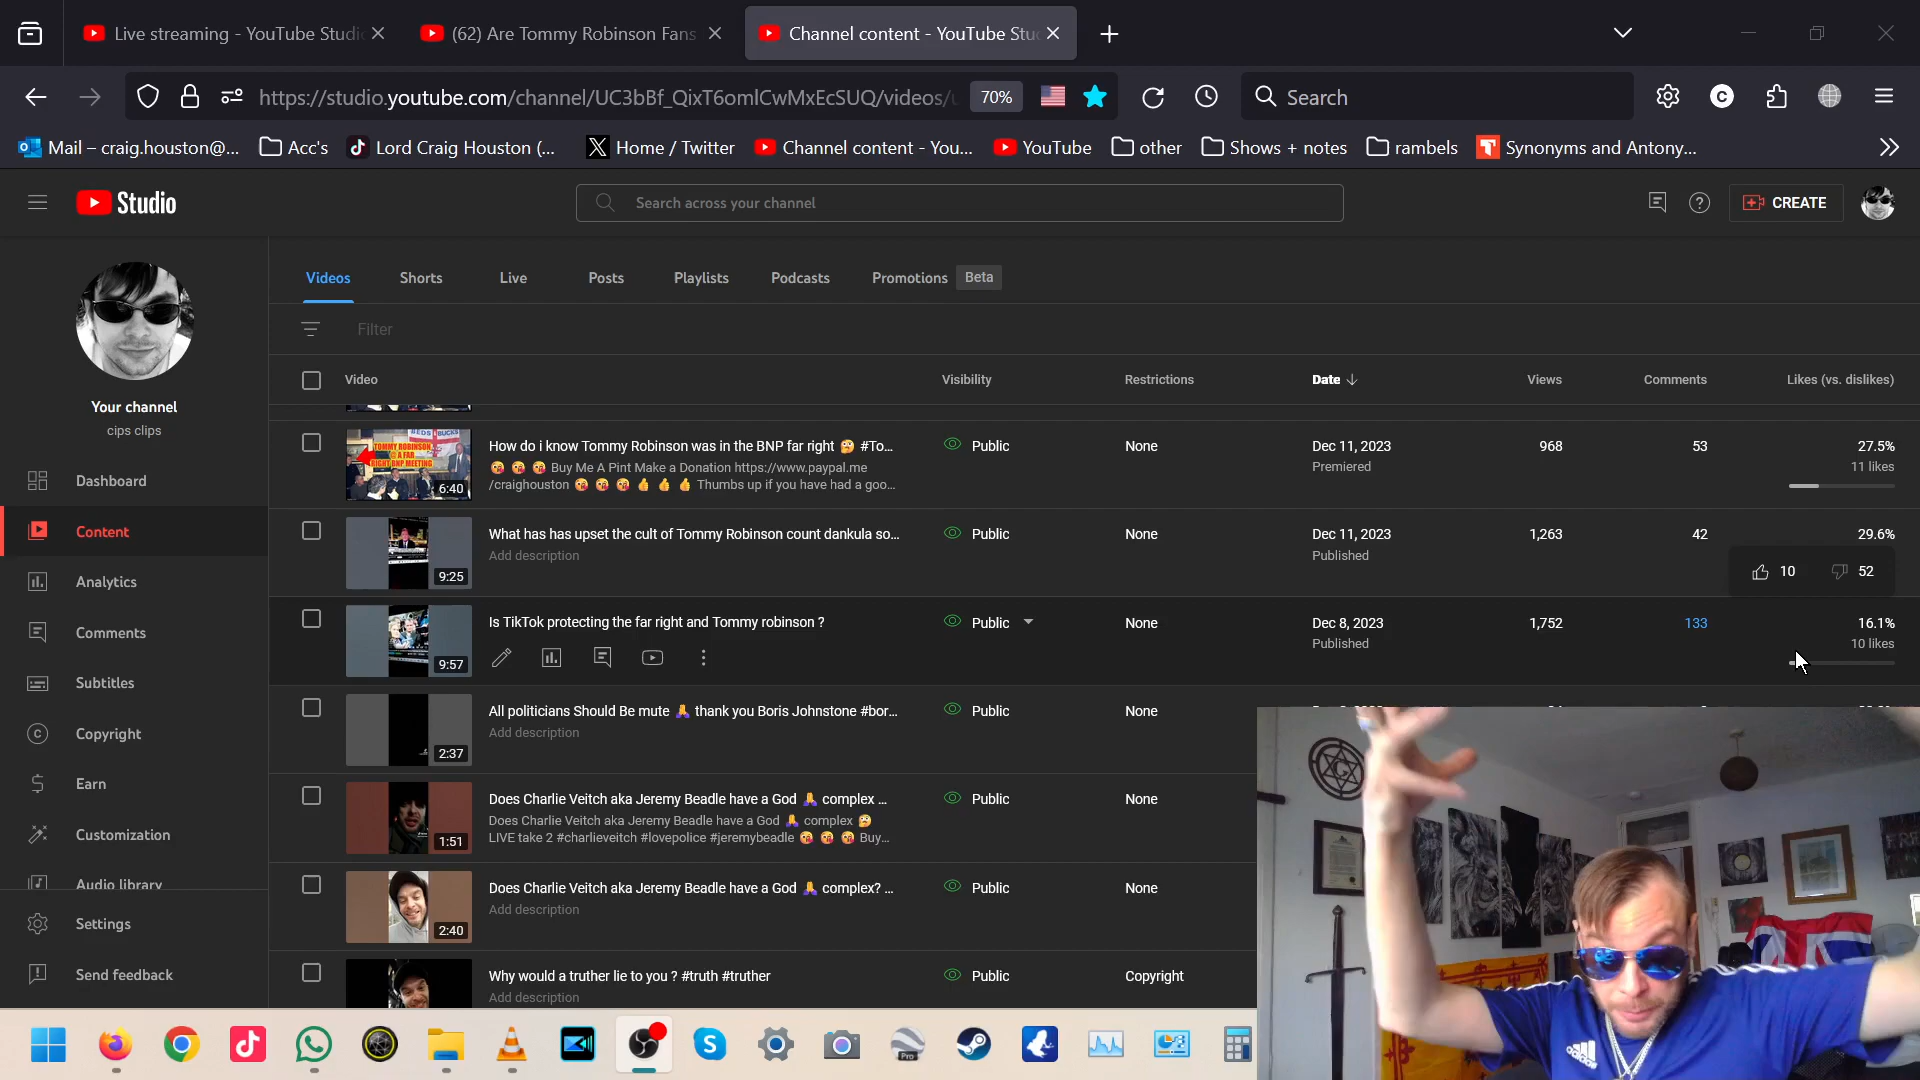 Live streaming - YouTube Studi
(62) Are Tommy Robinson Fans
Channel content - YouTube Stu
https://studio.youtube.com/channel/UC3bBf_QixT6omlCwMxEcSUQ/videos/u
70%
Search
Mail – craig.houston@...
Acc's
Lord Craig Houston (...
Home / Twitter
Channel content - You...
YouTube
other
Shows + notes
rambels
Synonyms and Antony...
Studio
Search across your channel
CREATE
Your channel
cips clips
Dashboard
Content
Analytics
Comments
Subtitles
Copyright
Earn
Customization
Audio library
Settings
Send feedback
Videos
Shorts
Live
Posts
Playlists
Podcasts
Promotions
Beta
Filter
Video
Visibility
Restrictions
Date
Views
Comments
Likes (vs. dislikes)
BEDS & BUCKS
TOMMY ROBINSON
@ A FAR
RIGHT BNP MEETING
6:40
How do i know Tommy Robinson was in the BNP far right 🤔 #To...
😘 😘 😘 Buy Me A Pint Make a Donation https://www.paypal.me
/craighouston 😘 😘 😘 👍 👍 👍 Thumbs up if you have had a goo...
Public
None
Dec 11, 2023
Premiered
968
53
27.5%
11 likes
9:25
What has has upset the cult of Tommy Robinson count dankula so...
Add description
Public
None
Dec 11, 2023
Published
1,263
42
29.6%
10
52
9:57
Is TikTok protecting the far right and Tommy robinson ?
Public
None
Dec 8, 2023
Published
1,752
133
16.1%
10 likes
2:37
All politicians Should Be mute 🙏 thank you Boris Johnstone #bor...
Add description
Public
None
1:51
Does Charlie Veitch aka Jeremy Beadle have a God 🙏 complex ...
Does Charlie Veitch aka Jeremy Beadle have a God 🙏 complex 🤔
LIVE take 2 #charlieveitch #lovepolice #jeremybeadle 😘 😘 😘 Buy...
Public
None
2:40
Does Charlie Veitch aka Jeremy Beadle have a God 🙏 complex? ...
Add description
Public
None
Why would a truther lie to you ? #truth #truther
Add description
Public
Copyright
Pro
adidas